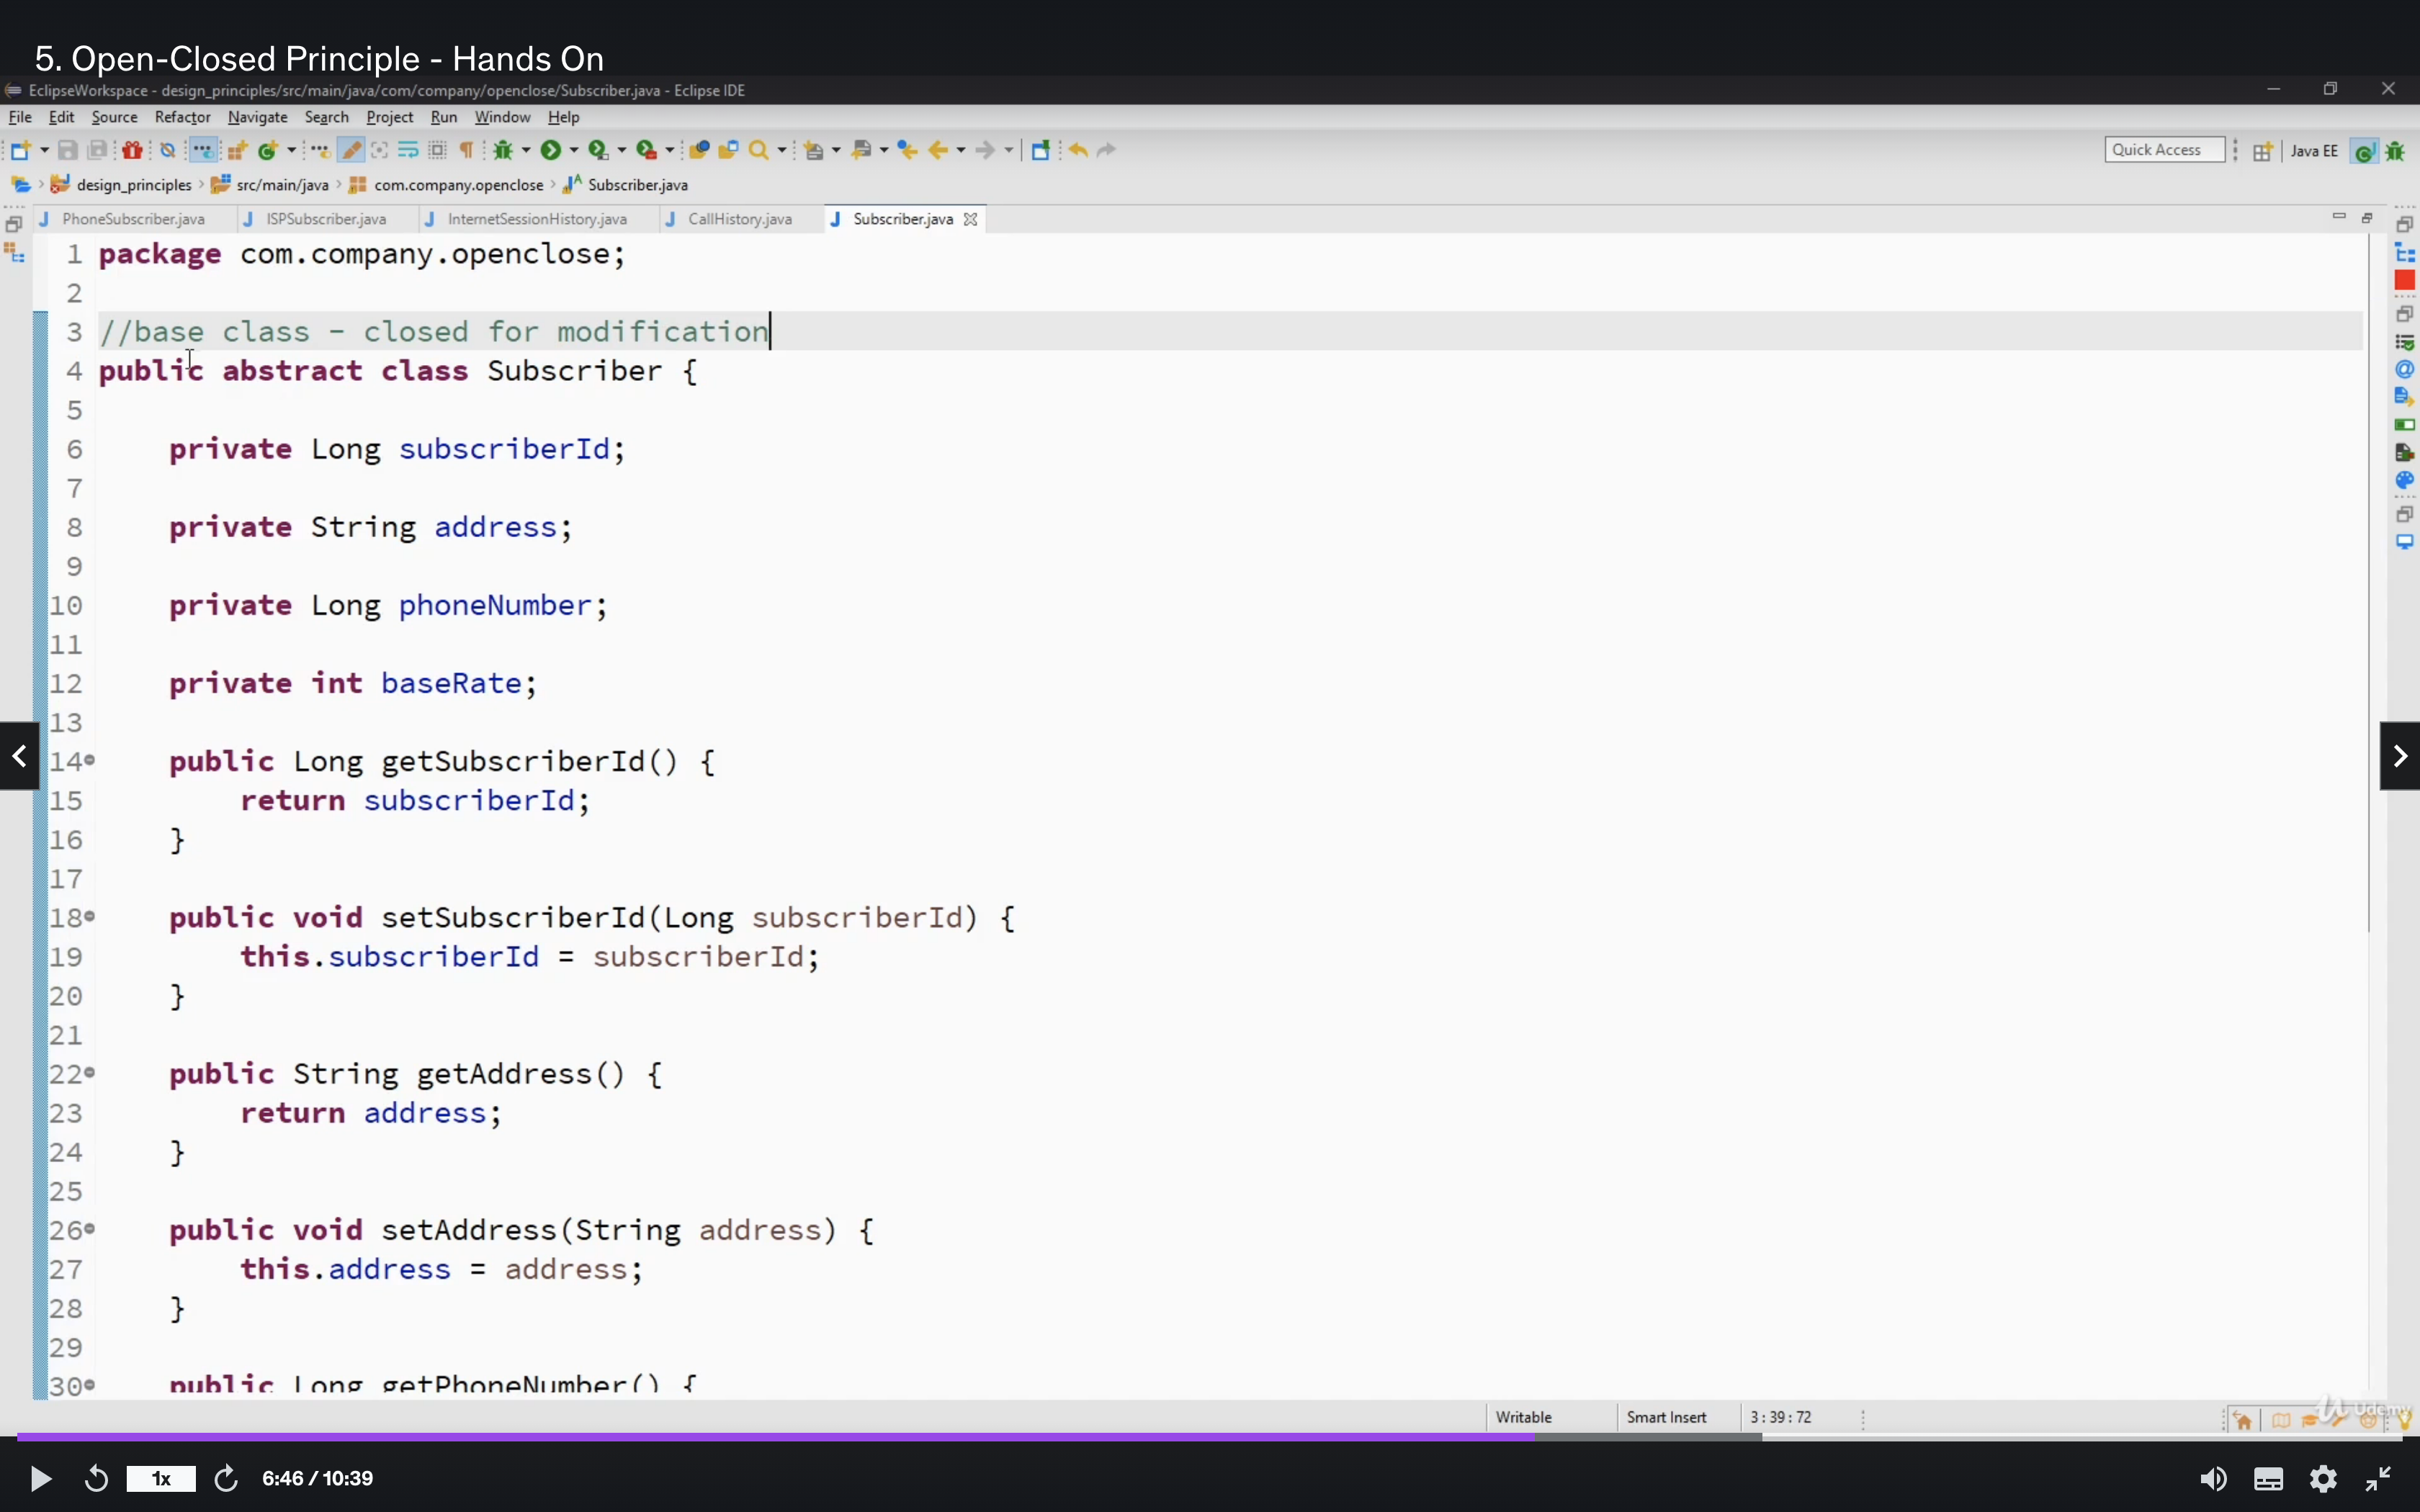 5. Open-Closed Principle - Hands On
EclipseWorkspace - design_principles/src/main/java/com/company/openclose/Subscriber.java - Eclipse IDE
File Edit Source Refactor Navigate Search Project Run Window Help
Quick Access Java EE
design_principles src/main/java com.company.openclose Subscriber.java
PhoneSubscriber.java ISPSubscriber.java InternetSessionHistory.java CallHistory.java Subscriber.java
1 package com.company.openclose;
2
3 //base class - closed for modification
4 public abstract class Subscriber {
5
6 private Long subscriberId;
7
8 private String address;
9
10 private Long phoneNumber;
11
12 private int baseRate;
13
14 public Long getSubscriberId() {
15 return subscriberId;
16 }
17
18 public void setSubscriberId(Long subscriberId) {
19 this.subscriberId = subscriberId;
20 }
21
22 public String getAddress() {
23 return address;
24 }
25
26 public void setAddress(String address) {
27 this.address = address;
28 }
29
30 public Long getPhoneNumber() {
Writable Smart Insert 3 : 39 : 72
Udemy
1x 6:46 / 10:39